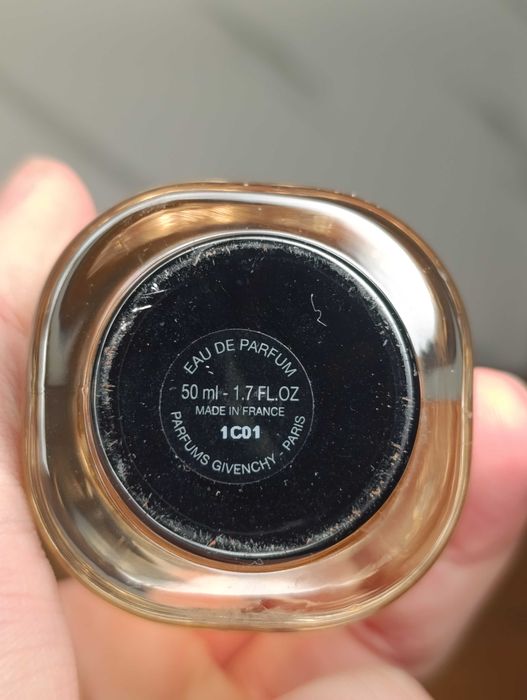 EAU DE PARFUM
50 ml - 1.7 FL.OZ
MADE IN FRANCE
1C01
PARFUMS GIVENCHY - PARIS